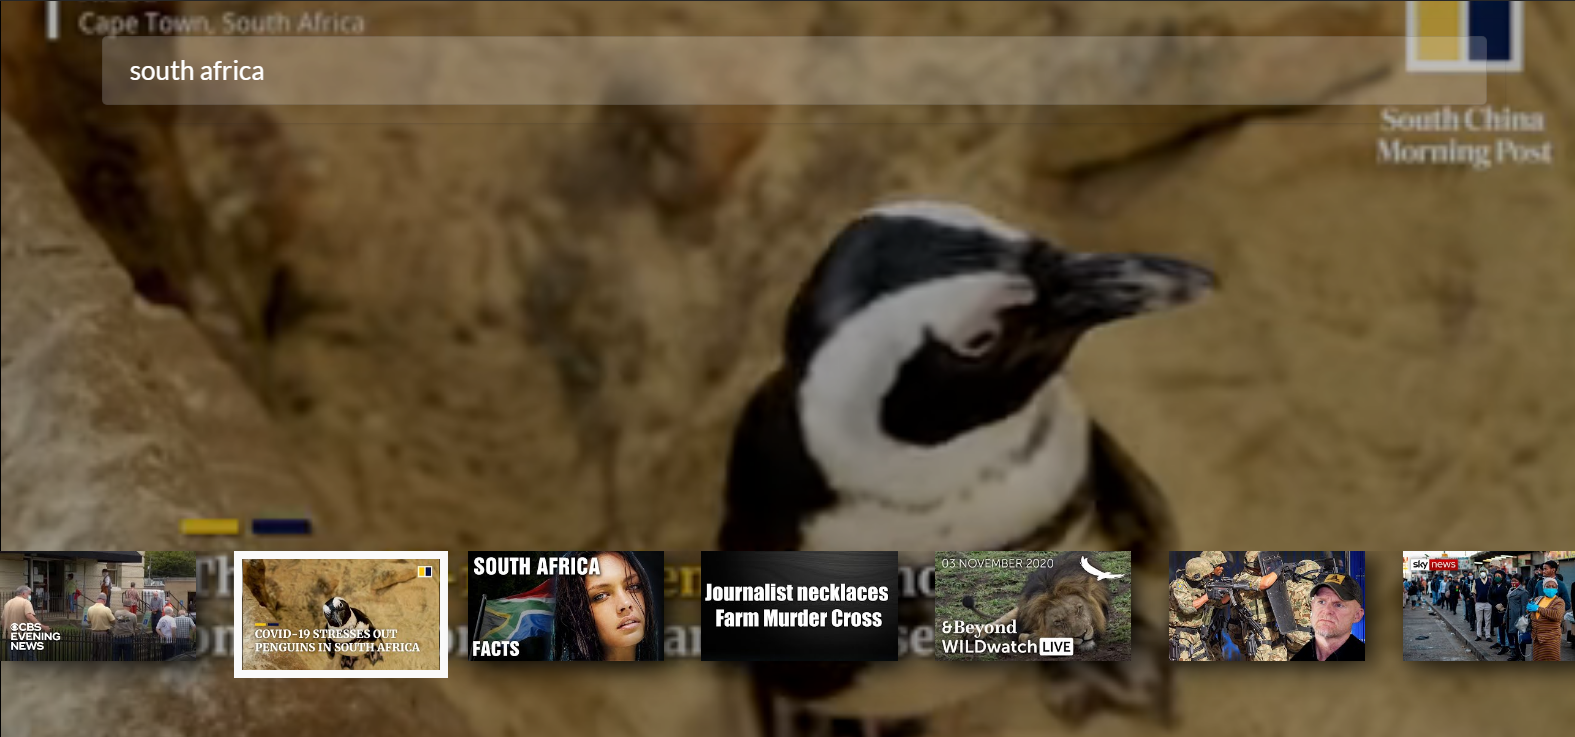 Cape Town, South Africa
south africa
South China
Morning Post
CBS
EVENING
NEWS
COVID-19 STRESSES OUT
PENGUINS IN SOUTH AFRICA
SOUTH AFRICA
FACTS
Journalist necklaces
Farm Murder Cross
03 NOVEMBER 2020
&Beyond
WILDwatch LIVE
sky news